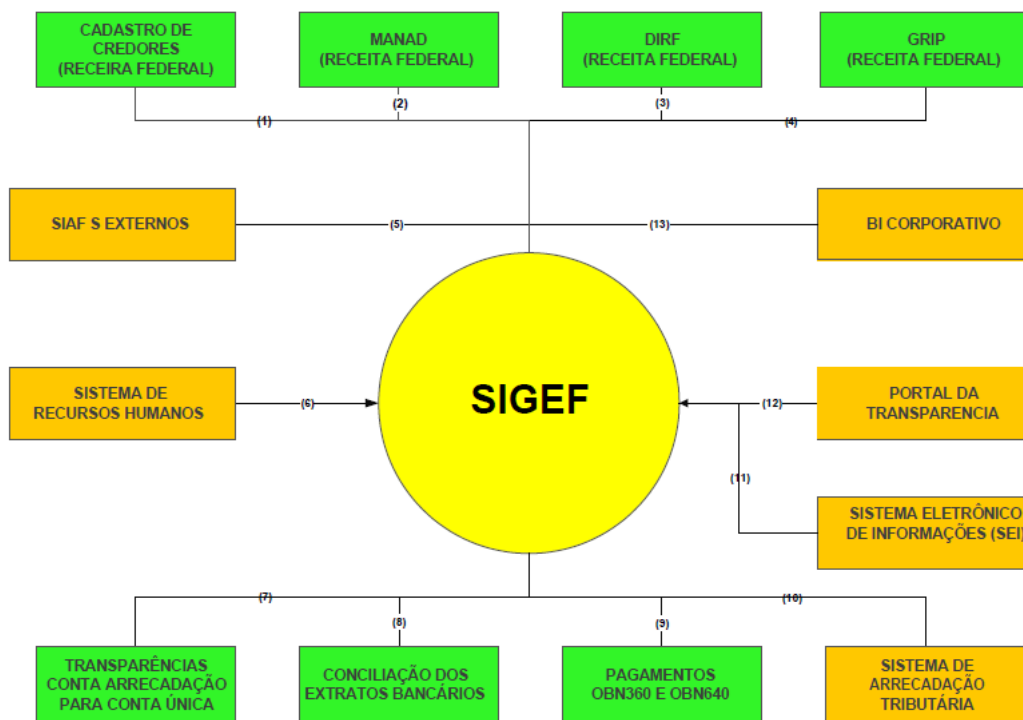 CADASTRO DE
CREDORES
(RECEIRA FEDERAL)
MANAD
(RECEITA FEDERAL)
DIRF
(RECEITA FEDERAL)
GRIP
(RECEITA FEDERAL)
(1)
(2)
(3)
(4)
SIAF S EXTERNOS
(5)
(13)
BI CORPORATIVO
SISTEMA DE
RECURSOS HUMANOS
(6)
SIGEF
(12)
PORTAL DA
TRANSPARENCIA
(11)
SISTEMA ELETRÔNICO
DE INFORMAÇÕES (SEI)
(7)
(8)
(9)
(10)
TRANSPARÊNCIAS
CONTA ARRECADAÇÃO
PARA CONTA ÚNICA
CONCILIAÇÃO DOS
EXTRATOS BANCÁRIOS
PAGAMENTOS
OBN360 E OBN640
SISTEMA DE
ARRECADAÇÃO
TRIBUTÁRIA